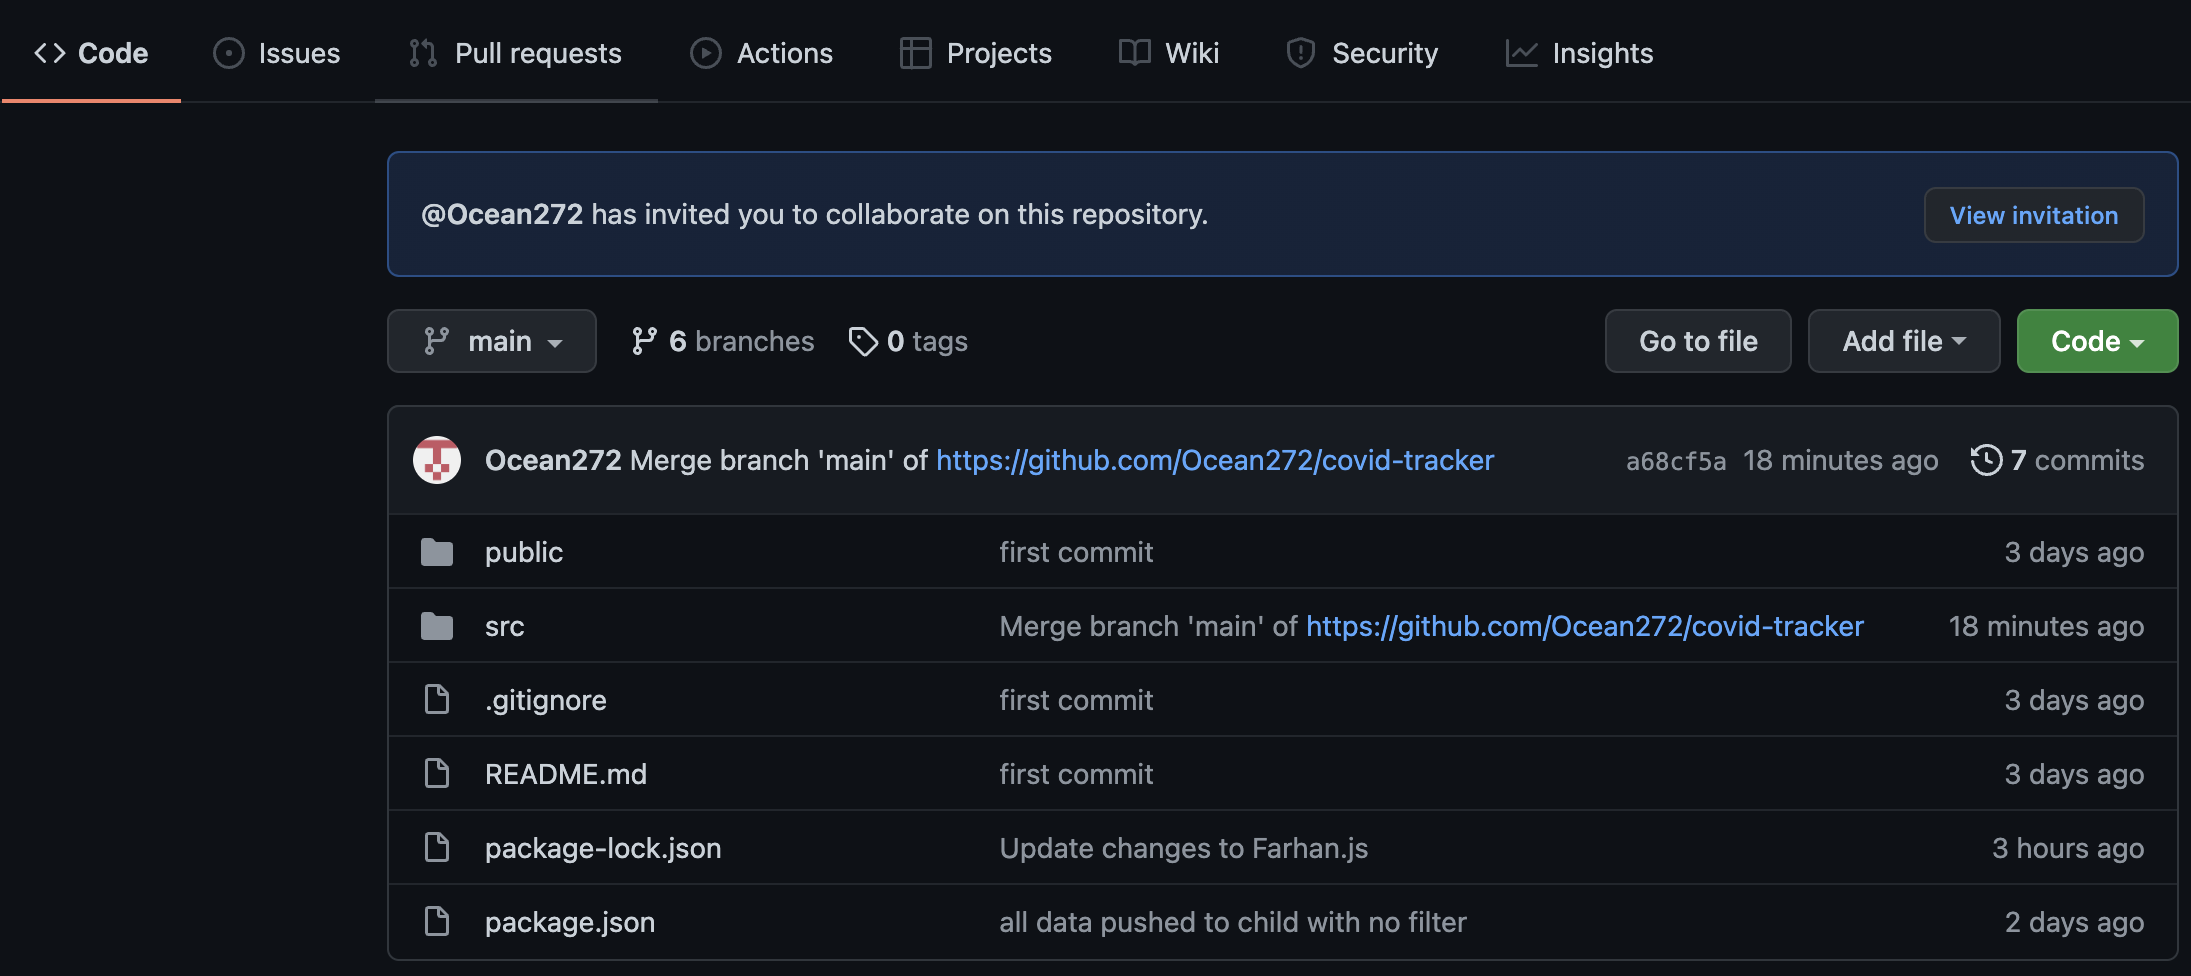 Code Issues Pull requests Actions Projects Wiki Security Insights
@Ocean272 has invited you to collaborate on this repository. View invitation
main 6 branches 0 tags Go to file Add file Code
Ocean272 Merge branch 'main' of https://github.com/Ocean272/covid-tracker a68cf5a 18 minutes ago 7 commits
public first commit 3 days ago
src Merge branch 'main' of https://github.com/Ocean272/covid-tracker 18 minutes ago
.gitignore first commit 3 days ago
README.md first commit 3 days ago
package-lock.json Update changes to Farhan.js 3 hours ago
package.json all data pushed to child with no filter 2 days ago